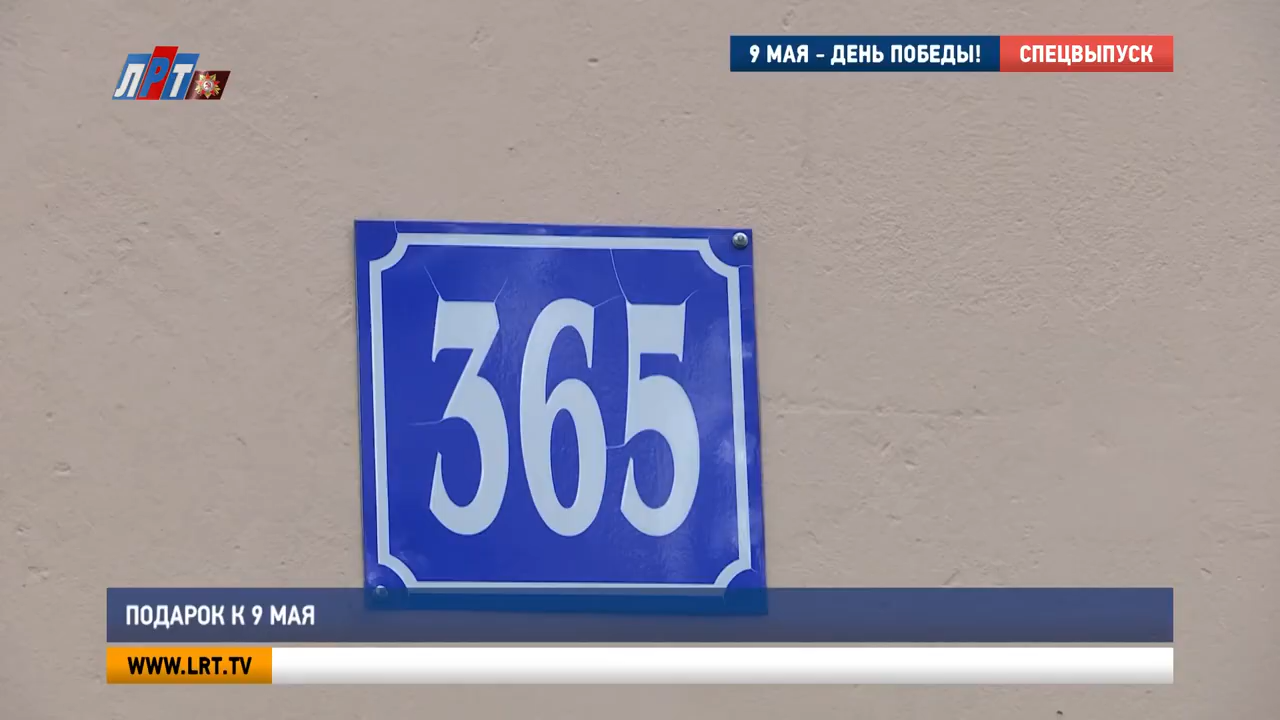 ЛРТ
9 МАЯ - ДЕНЬ ПОБЕДЫ! СПЕЦВЫПУСК
365
ПОДАРОК К 9 МАЯ
WWW.LRT.TV